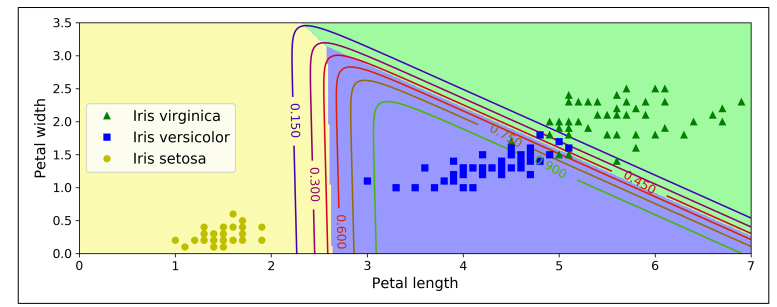 3.5
3.0
2.5
2.0
1.5
1.0
0.5
0.0
Petal width
Iris virginica
Iris versicolor
Iris setosa
0.150
0.300
0.600
0.750
0.900
0.450
0 1 2 3 4 5 6 7
Petal length